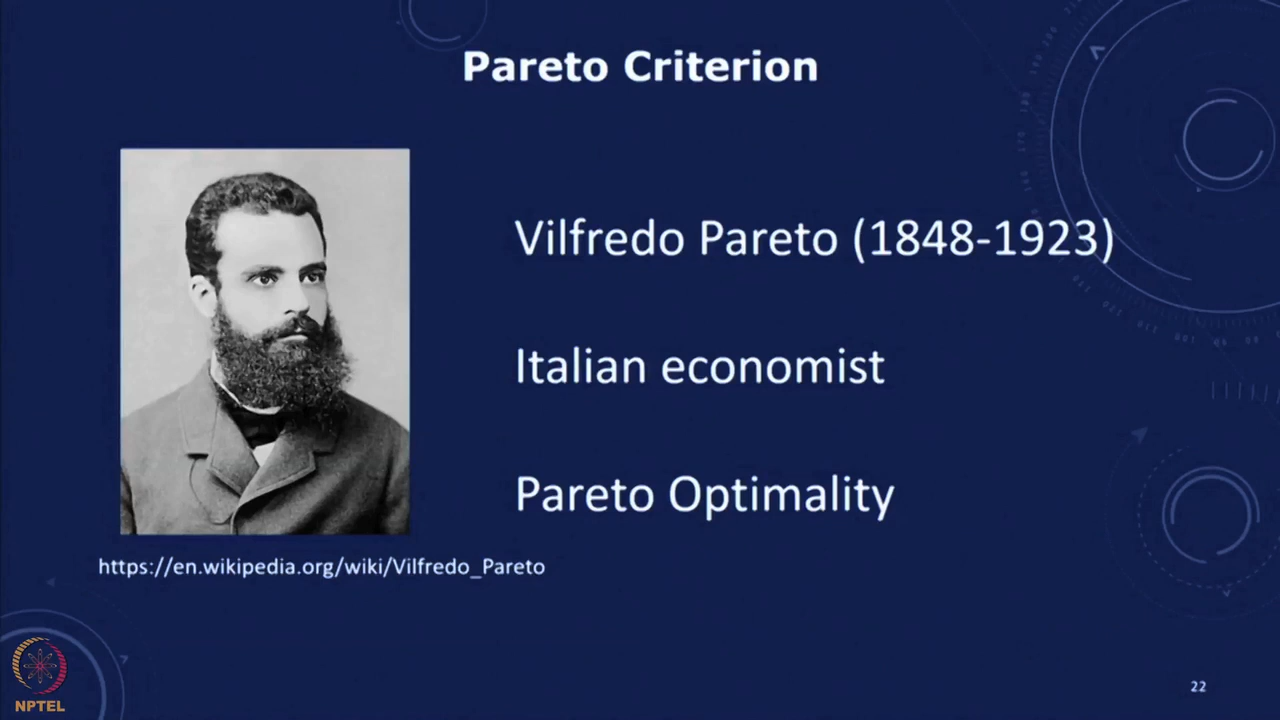 Pareto Criterion
Vilfredo Pareto (1848-1923)
Italian economist
Pareto Optimality
https://en.wikipedia.org/wiki/Vilfredo_Pareto
NPTEL
22